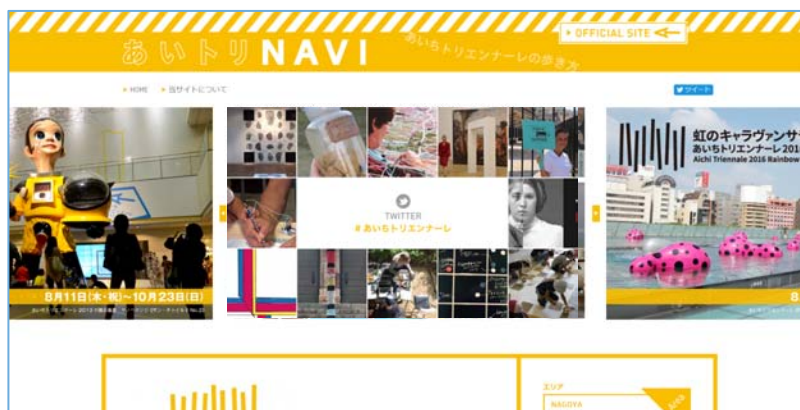 あいトリNAVI
あいちトリエンナーレの歩き方
OFFICIAL SITE
HOME
当サイトについて
ツイート
8月11日(木・祝)〜10月23日(日)
TWITTER
#あいちトリエンナーレ
虹のキャラヴァンサ
あいちトリエンナーレ 201
Aichi Triennale 2016 Rainbow
8
エリア
NAGOYA
Area